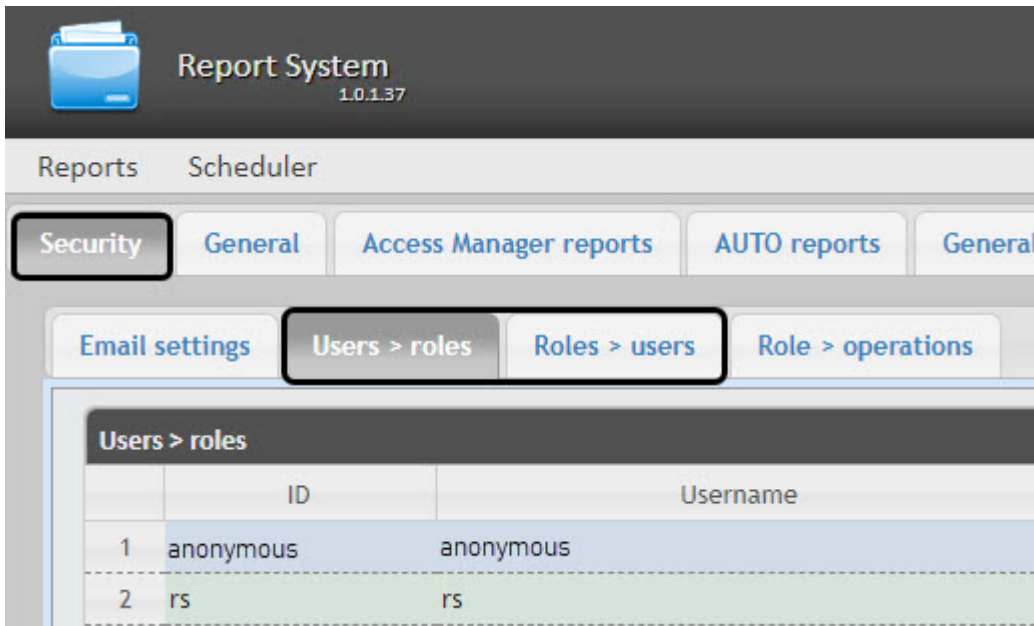 Report System
1.0.1.37
Reports Scheduler
Security General Access Manager reports AUTO reports General
Email settings Users > roles Roles > users Role > operations
Users > roles
ID Username
1 anonymous anonymous
2 rs rs